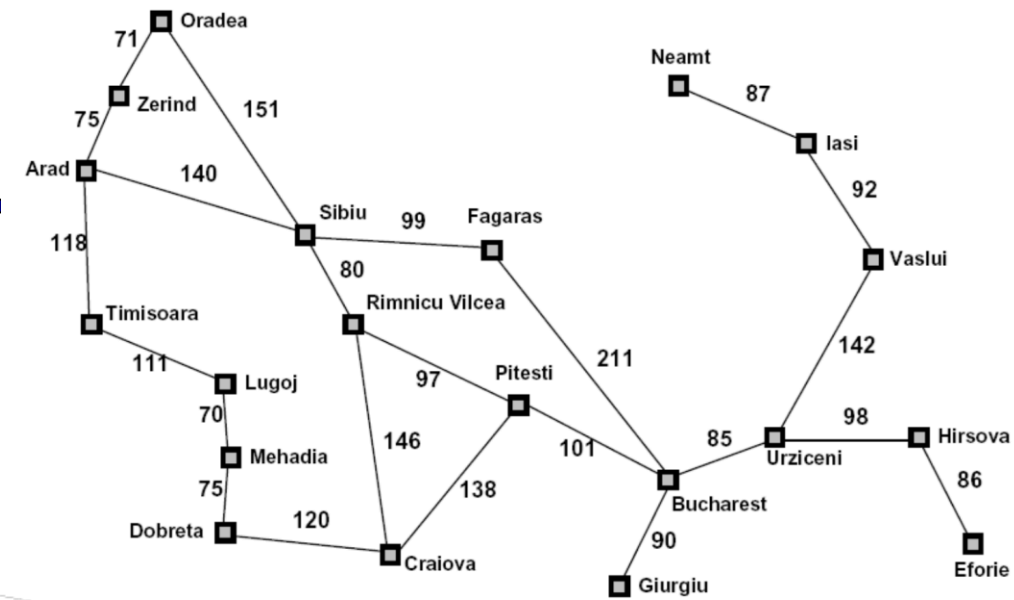 Oradea
71
Neamt
87
Zerind
151
75
Iasi
Arad
140
92
Sibiu
99
Fagaras
118
Vaslui
80
Timisoara
Rimnicu Vilcea
142
111
211
Lugoj
97
Pitesti
70
98
146
85
Hirsova
Mehadia
101
Urziceni
75
138
86
Bucharest
120
Dobreta
90
Craiova
Eforie
Giurgiu